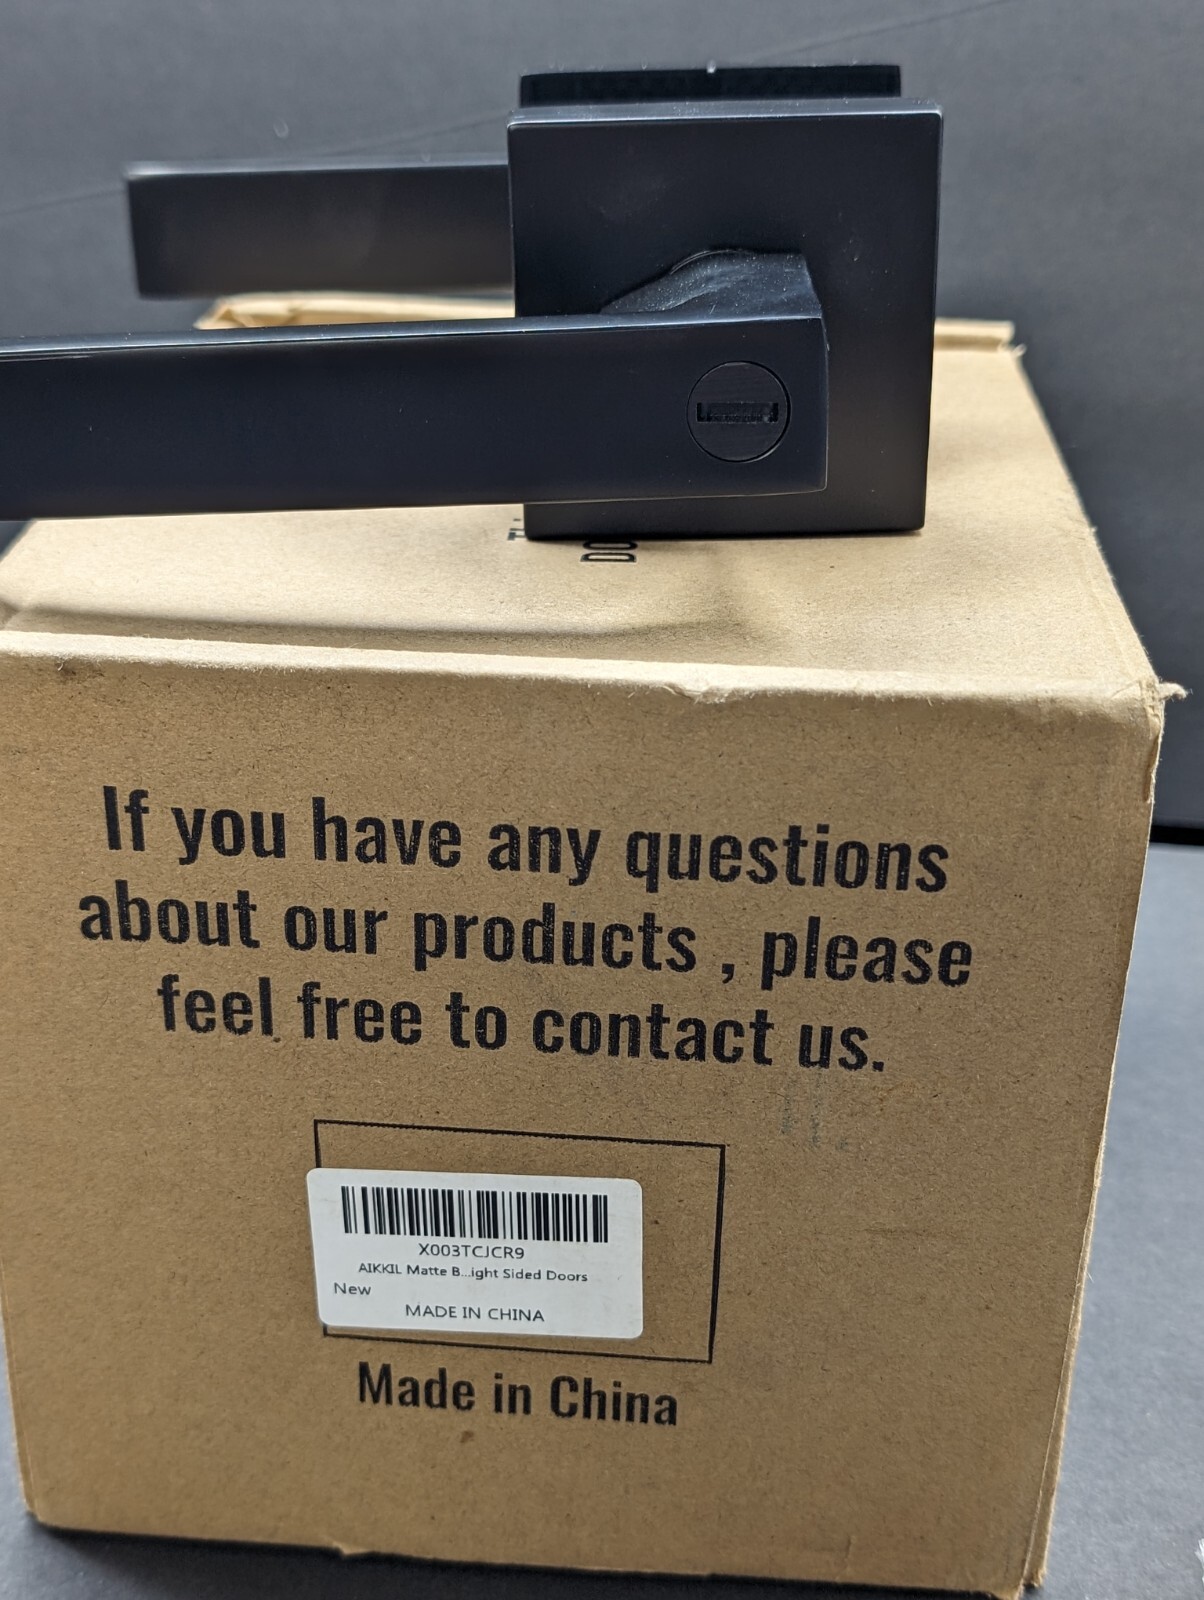 DO
If you have any questions
about our products , please
feel free to contact us.
X003TCJCR9
AIKKIL Matte B...ight Sided Doors
New
MADE IN CHINA
Made in China